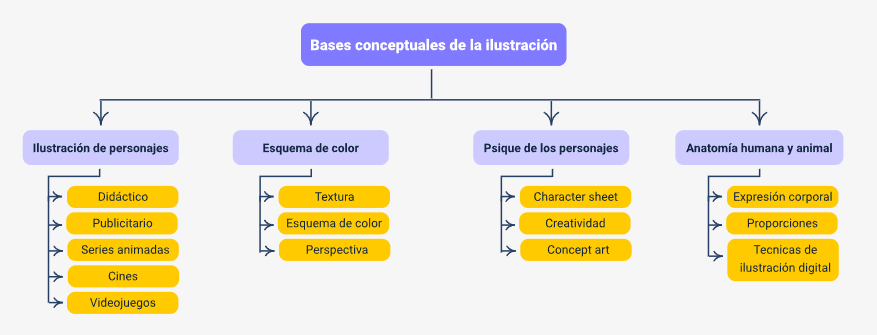 Bases conceptuales de la ilustración
Ilustración de personajes
Didáctico
Publicitario
Series animadas
Cines
Videojuegos
Esquema de color
Textura
Esquema de color
Perspectiva
Psique de los personajes
Character sheet
Creatividad
Concept art
Anatomía humana y animal
Expresión corporal
Proporciones
Tecnicas de
ilustración digital